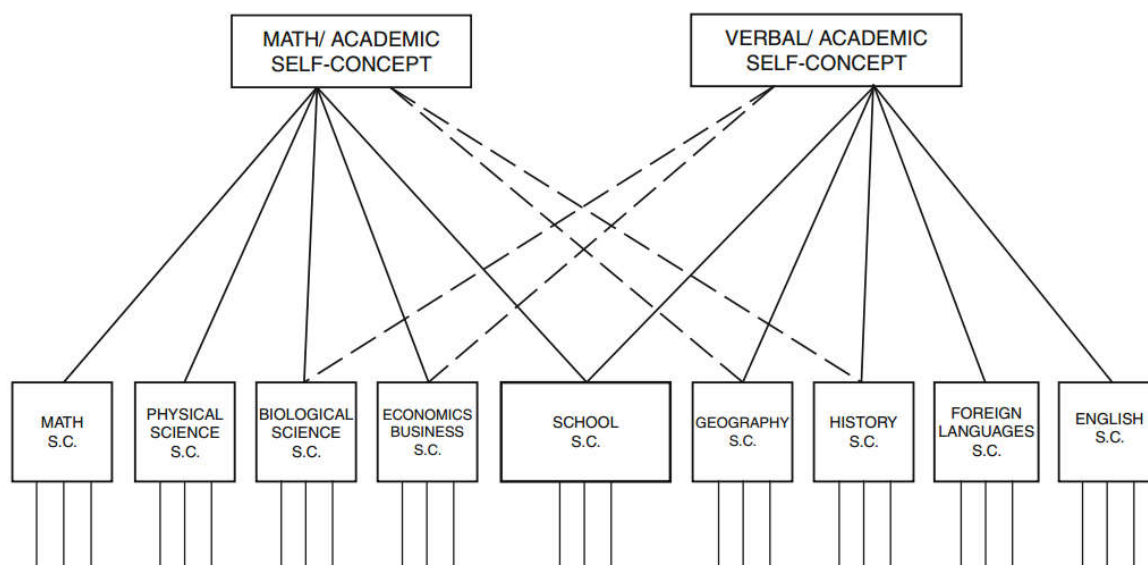 MATH/ ACADEMIC
SELF-CONCEPT
VERBAL/ ACADEMIC
SELF-CONCEPT
MATH
S.C.
PHYSICAL
SCIENCE
S.C.
BIOLOGICAL
SCIENCE
S.C.
ECONOMICS
BUSINESS
S.C.
SCHOOL
S.C.
GEOGRAPHY
S.C.
HISTORY
S.C.
FOREIGN
LANGUAGES
S.C.
ENGLISH
S.C.